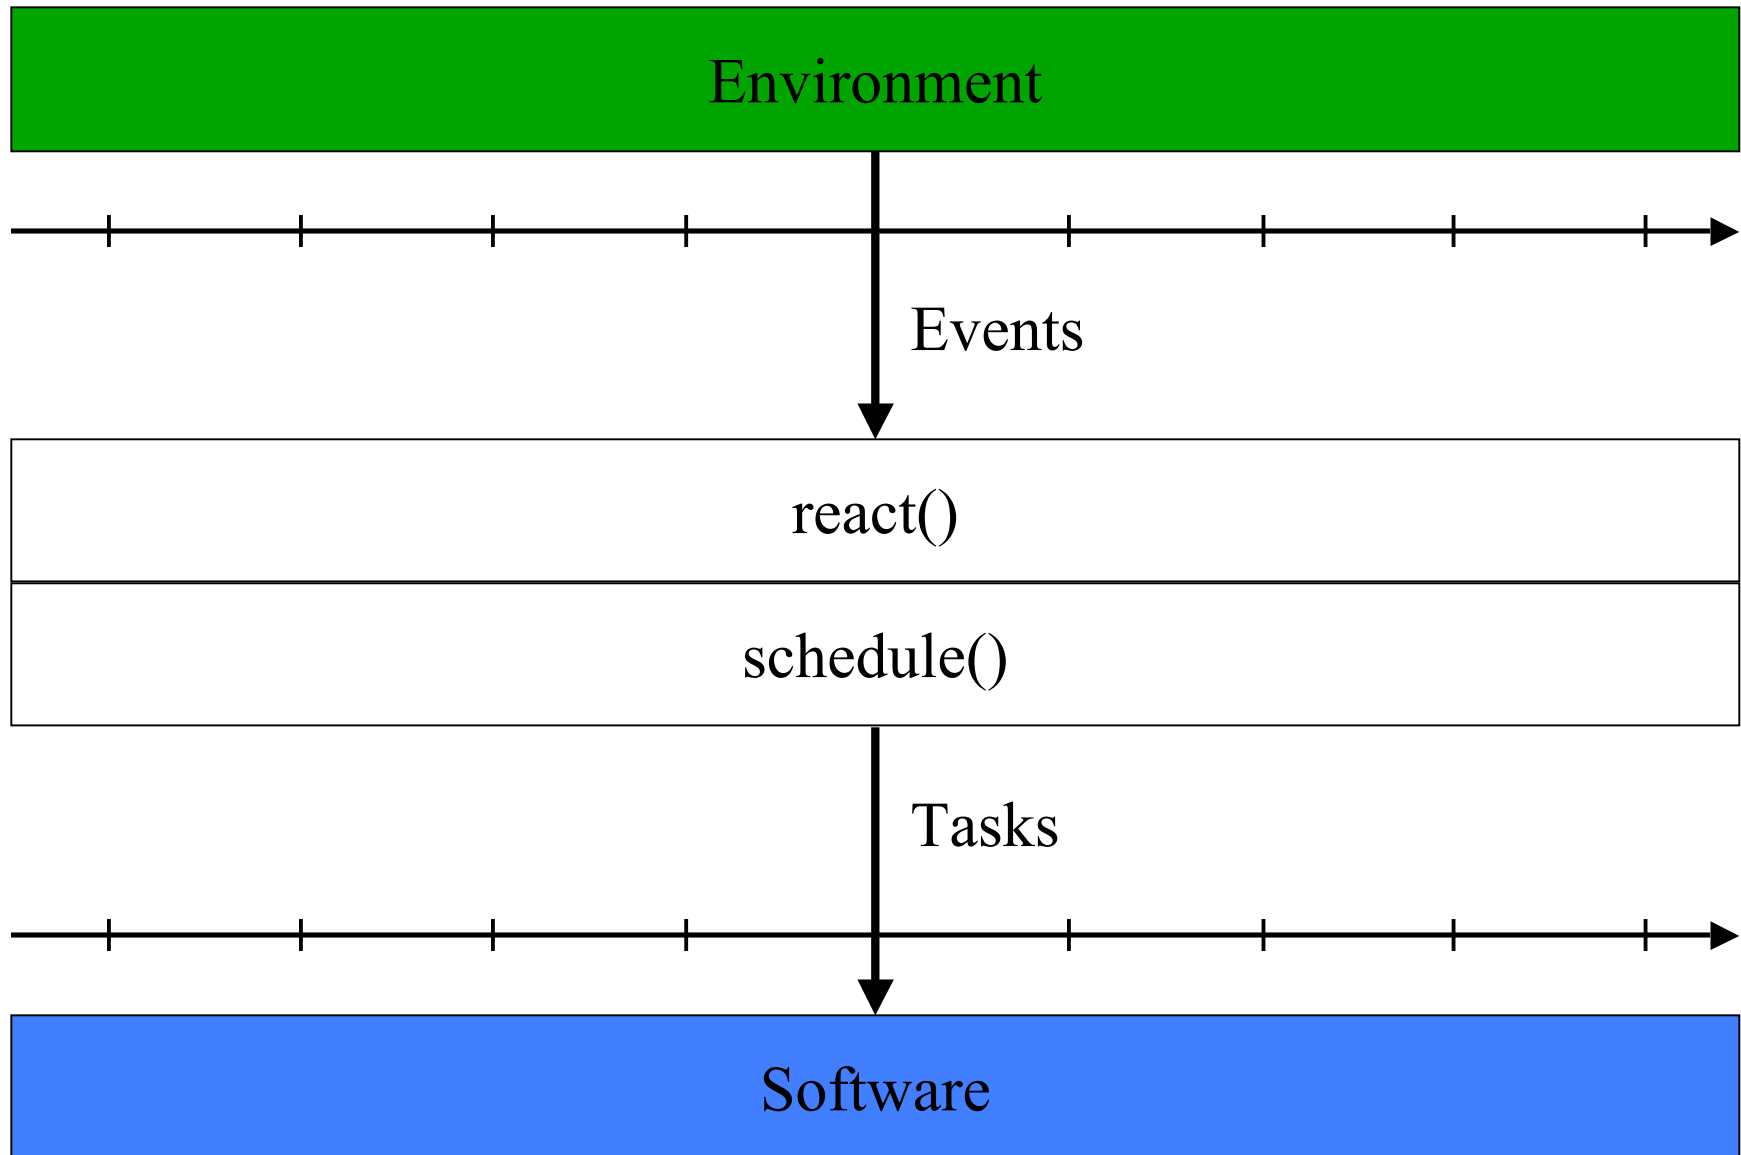 Environment
Events
react()
schedule()
Tasks
Software